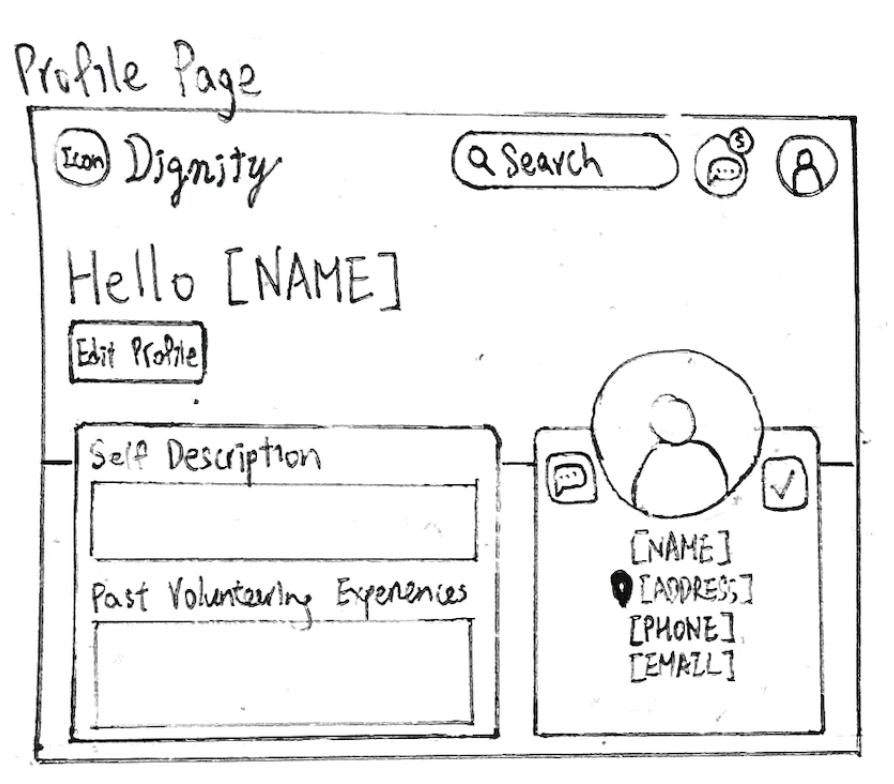 Profile Page
Icon Dignity
Search
3
Hello [NAME]
Edit Profile
Self Description
Past Volunteering Experiences
[NAME]
[ADDRESS]
[PHONE]
[EMAIL]